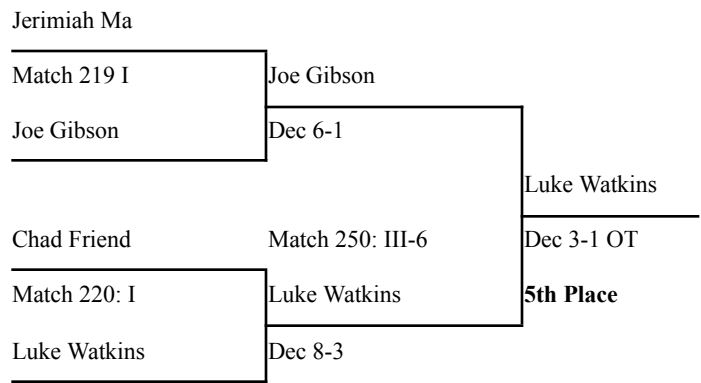 Jerimiah Ma
Match 219 I
Joe Gibson
Joe Gibson
Dec 6-1
Luke Watkins
Chad Friend
Match 250: III-6
Dec 3-1 OT
Match 220: I
Luke Watkins
5th Place
Luke Watkins
Dec 8-3